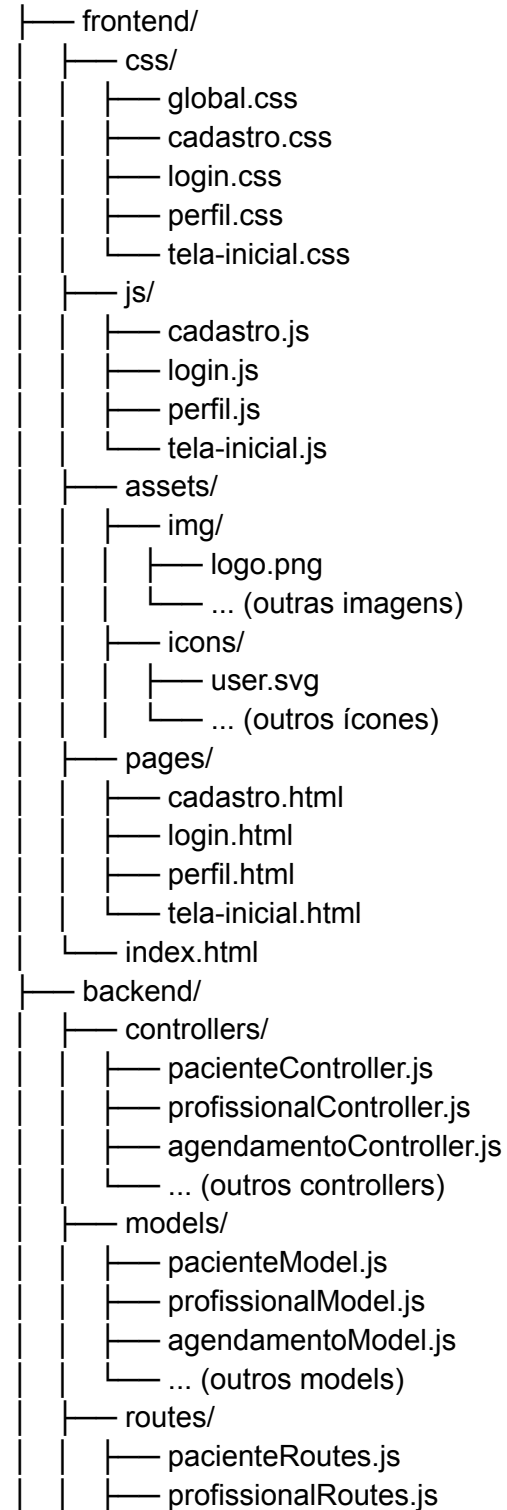 ├── frontend/
│   ├── css/
│   │   ├── global.css
│   │   ├── cadastro.css
│   │   ├── login.css
│   │   ├── perfil.css
│   │   └── tela-inicial.css
│   ├── js/
│   │   ├── cadastro.js
│   │   ├── login.js
│   │   ├── perfil.js
│   │   └── tela-inicial.js
│   ├── assets/
│   │   ├── img/
│   │   │   ├── logo.png
│   │   │   └── ... (outras imagens)
│   │   ├── icons/
│   │   │   ├── user.svg
│   │   │   └── ... (outros ícones)
│   ├── pages/
│   │   ├── cadastro.html
│   │   ├── login.html
│   │   ├── perfil.html
│   │   └── tela-inicial.html
│   └── index.html
├── backend/
│   ├── controllers/
│   │   ├── pacienteController.js
│   │   ├── profissionalController.js
│   │   ├── agendamentoController.js
│   │   └── ... (outros controllers)
│   ├── models/
│   │   ├── pacienteModel.js
│   │   ├── profissionalModel.js
│   │   ├── agendamentoModel.js
│   │   └── ... (outros models)
│   ├── routes/
│   │   ├── pacienteRoutes.js
│   │   ├── profissionalRoutes.js